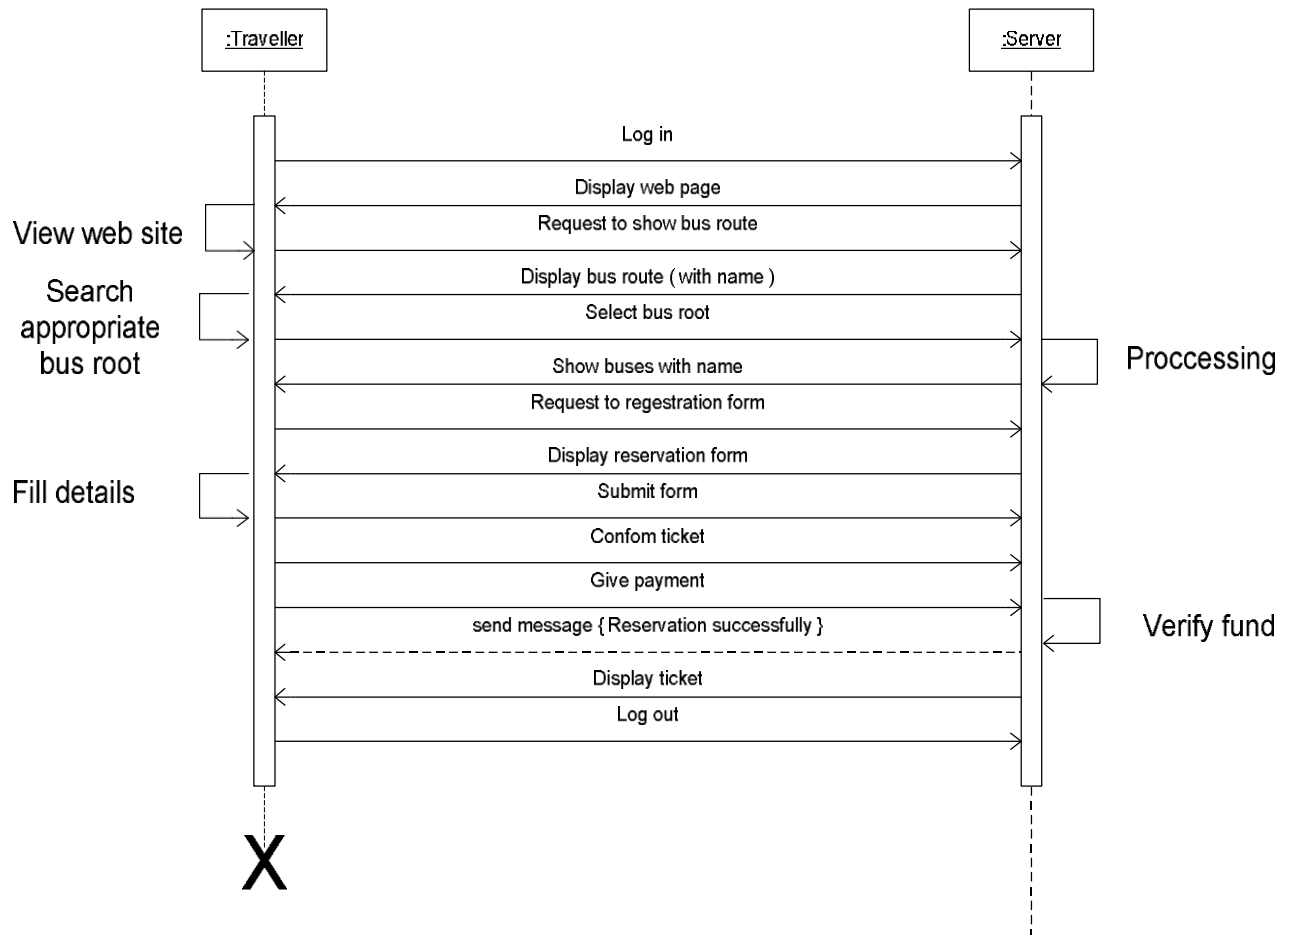 :Traveller
:Server
Log in
Display web page
View web site
Request to show bus route
Display bus route ( with name )
Search
appropriate
bus root
Select bus root
Proccessing
Show buses with name
Request to regestration form
Display reservation form
Fill details
Submit form
Confom ticket
Give payment
send message { Reservation successfully }
Verify fund
Display ticket
Log out
X